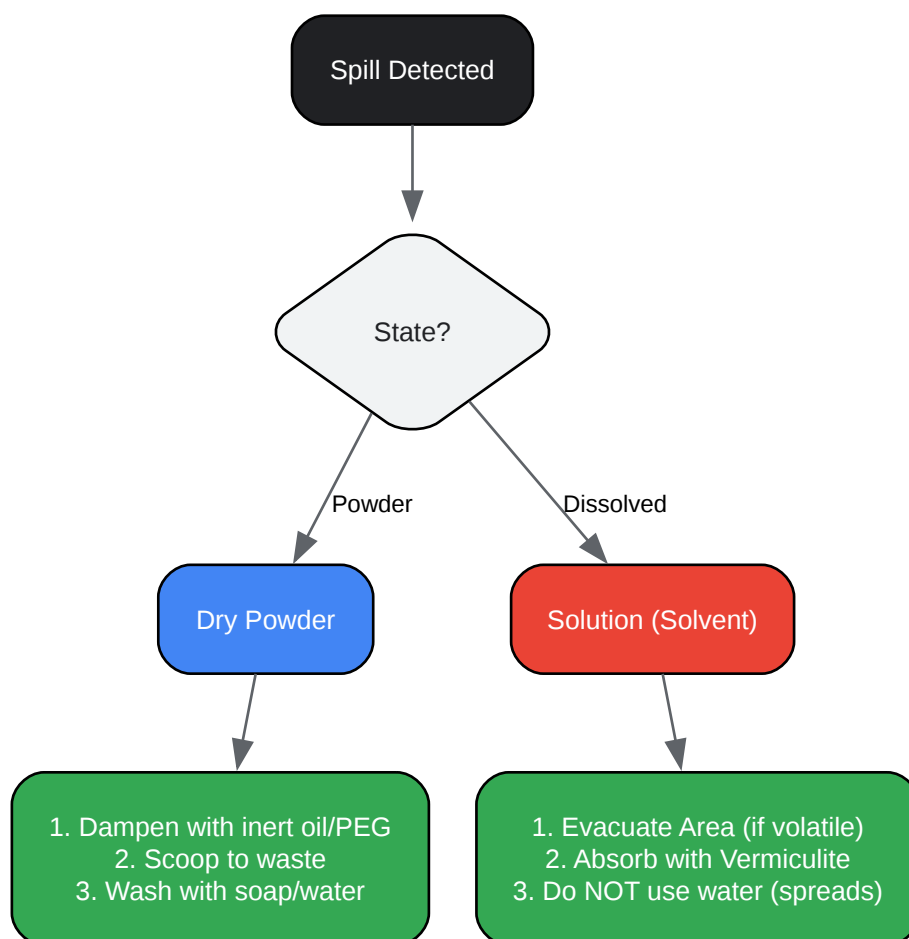 Spill Detected
State?
Powder
Dissolved
Dry Powder
Solution (Solvent)
1. Dampen with inert oil/PEG
2. Scoop to waste
3. Wash with soap/water
1. Evacuate Area (if volatile)
2. Absorb with Vermiculite
3. Do NOT use water (spreads)